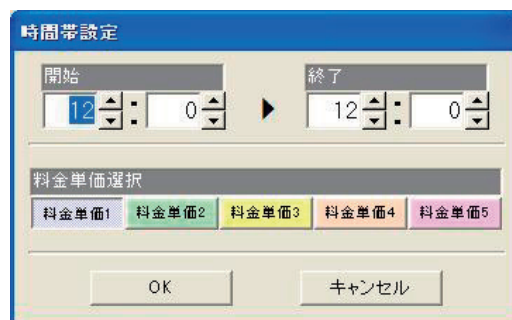 時間帯設定
開始 終了
12 : 0 ▶ 12 : 0
料金単価選択
料金単価1 料金単価2 料金単価3 料金単価4 料金単価5
OK キャンセル